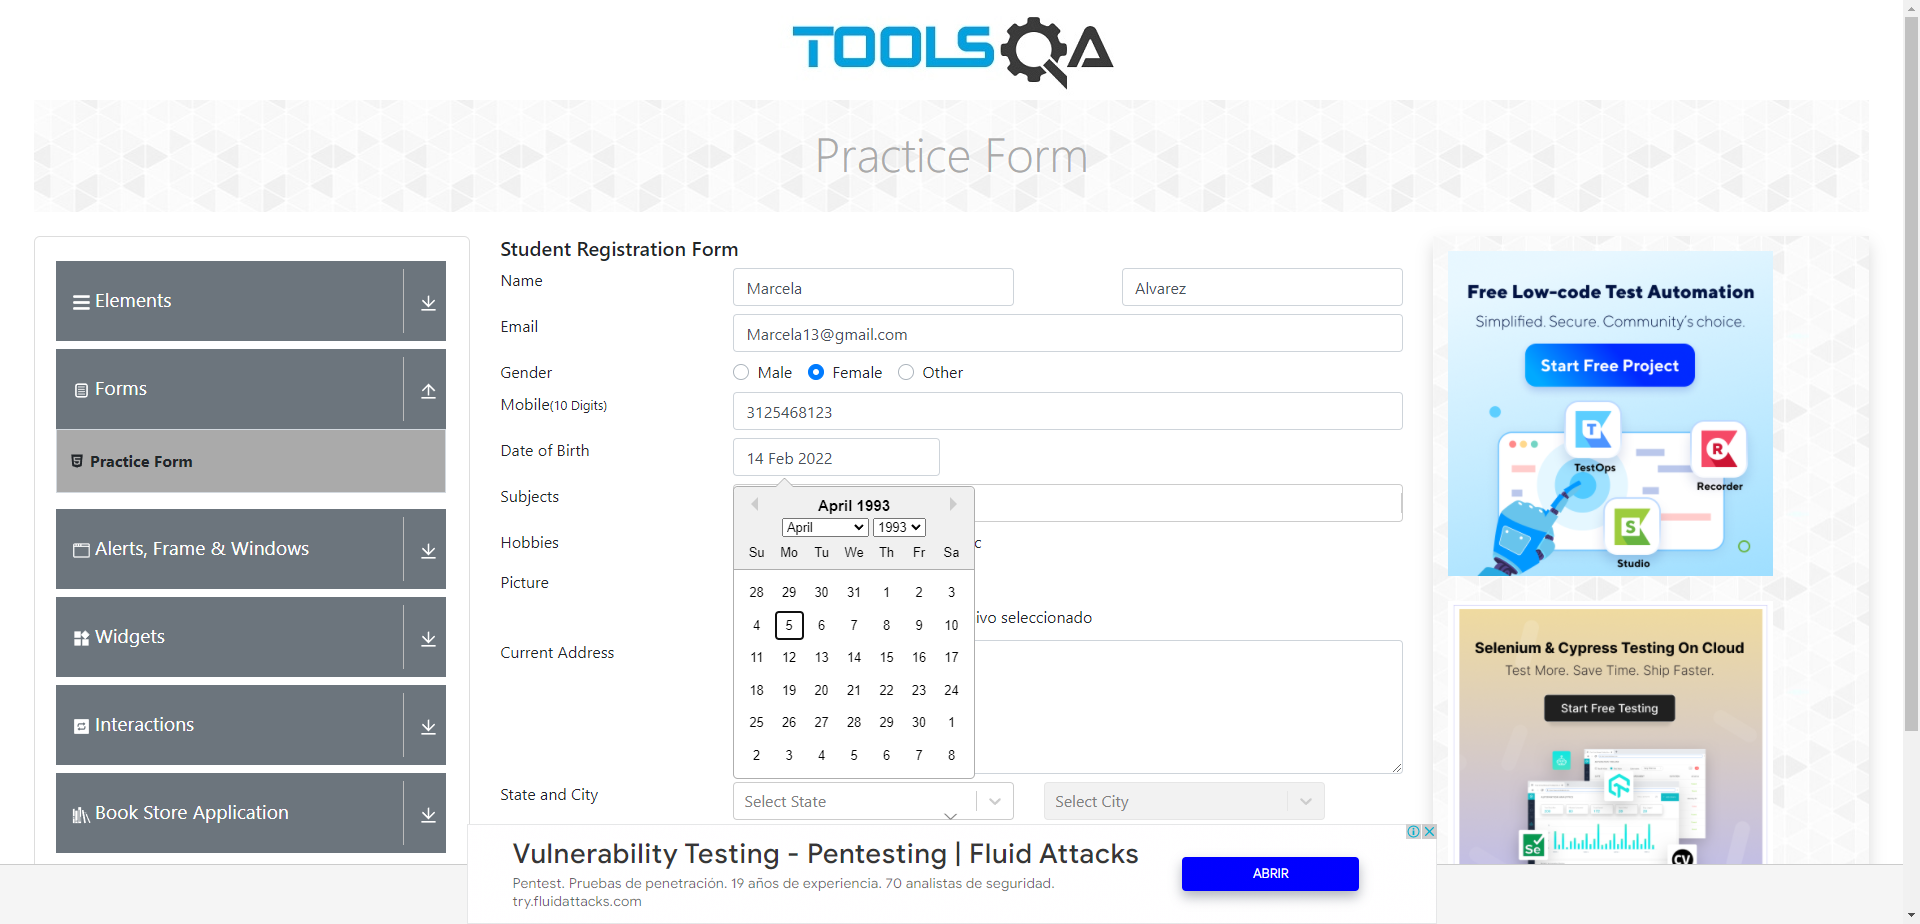 TOOLSQA
Practice Form
Elements
Forms
Practice Form
Alerts, Frame & Windows
Widgets
Interactions
Book Store Application
Student Registration Form
Name
Marcela
Alvarez
Email
Marcela13@gmail.com
Gender
Male
Female
Other
Mobile(10 Digits)
3125468123
Date of Birth
14 Feb 2022
Subjects
April 1993
April
1993
Su Mo Tu We Th Fr Sa
28 29 30 31 1 2 3
4 5 6 7 8 9 10
11 12 13 14 15 16 17
18 19 20 21 22 23 24
25 26 27 28 29 30 1
2 3 4 5 6 7 8
Hobbies
c
Picture
ivo seleccionado
Current Address
State and City
Select State
Select City
Free Low-code Test Automation
Simplified. Secure. Community's choice.
Start Free Project
T
TestOps
R
Recorder
S
Studio
Selenium & Cypress Testing On Cloud
Test More. Save Time. Ship Faster.
Start Free Testing
Se
CV
Vulnerability Testing - Pentesting | Fluid Attacks
Pentest. Pruebas de penetración. 19 años de experiencia. 70 analistas de seguridad.
try.fluidattacks.com
ABRIR